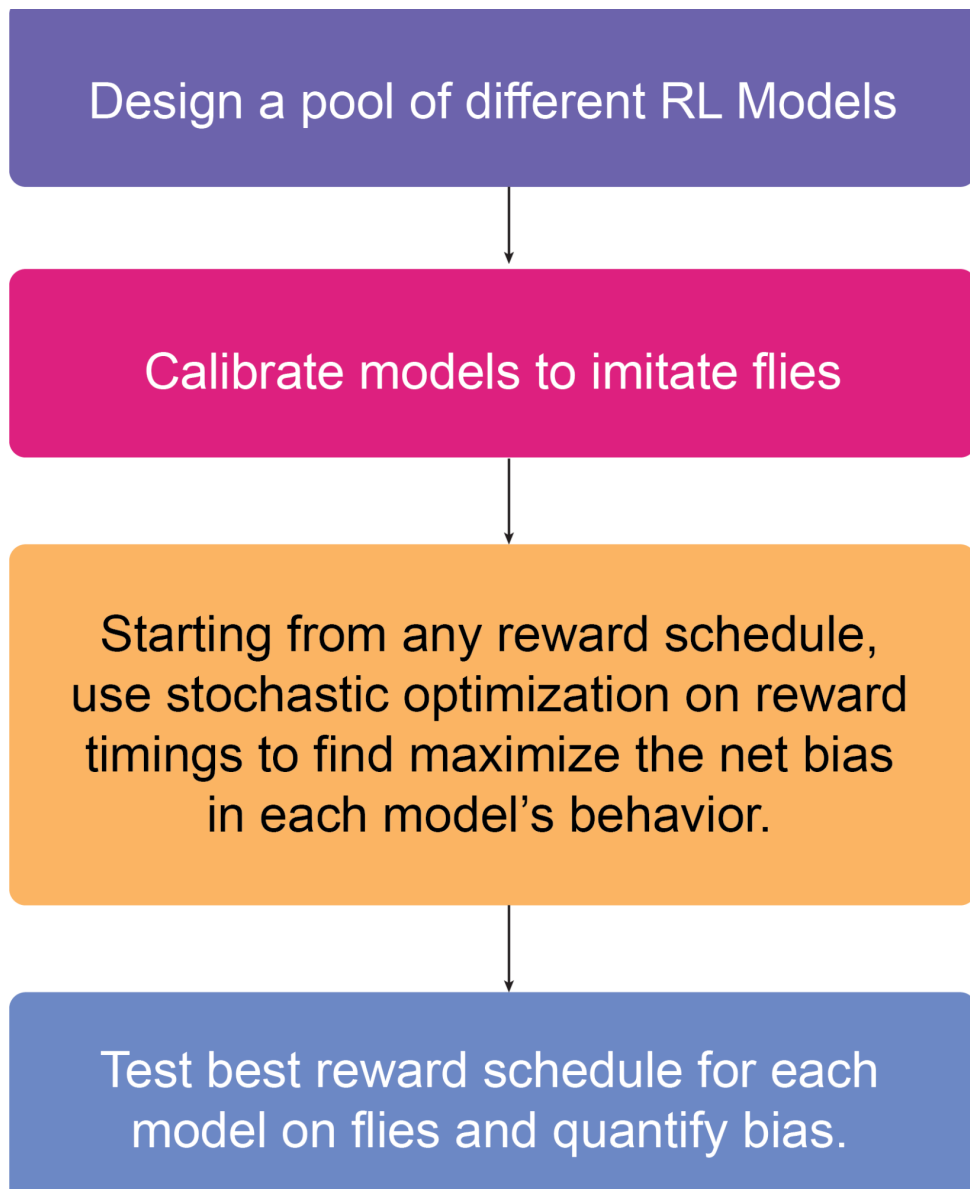 Design a pool of different RL Models
Calibrate models to imitate flies
Starting from any reward schedule,
use stochastic optimization on reward
timings to find maximize the net bias
in each model’s behavior.
Test best reward schedule for each
model on flies and quantify bias.